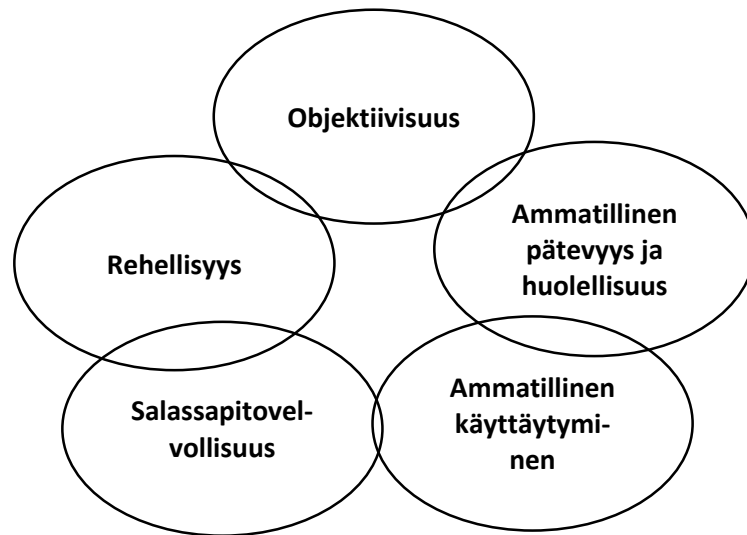 Objektiivisuus
Rehellisyys
Ammatillinen
pätevyys ja
huolellisuus
Salassapitovel-
vollisuus
Ammatillinen
käyttäytymi-
nen